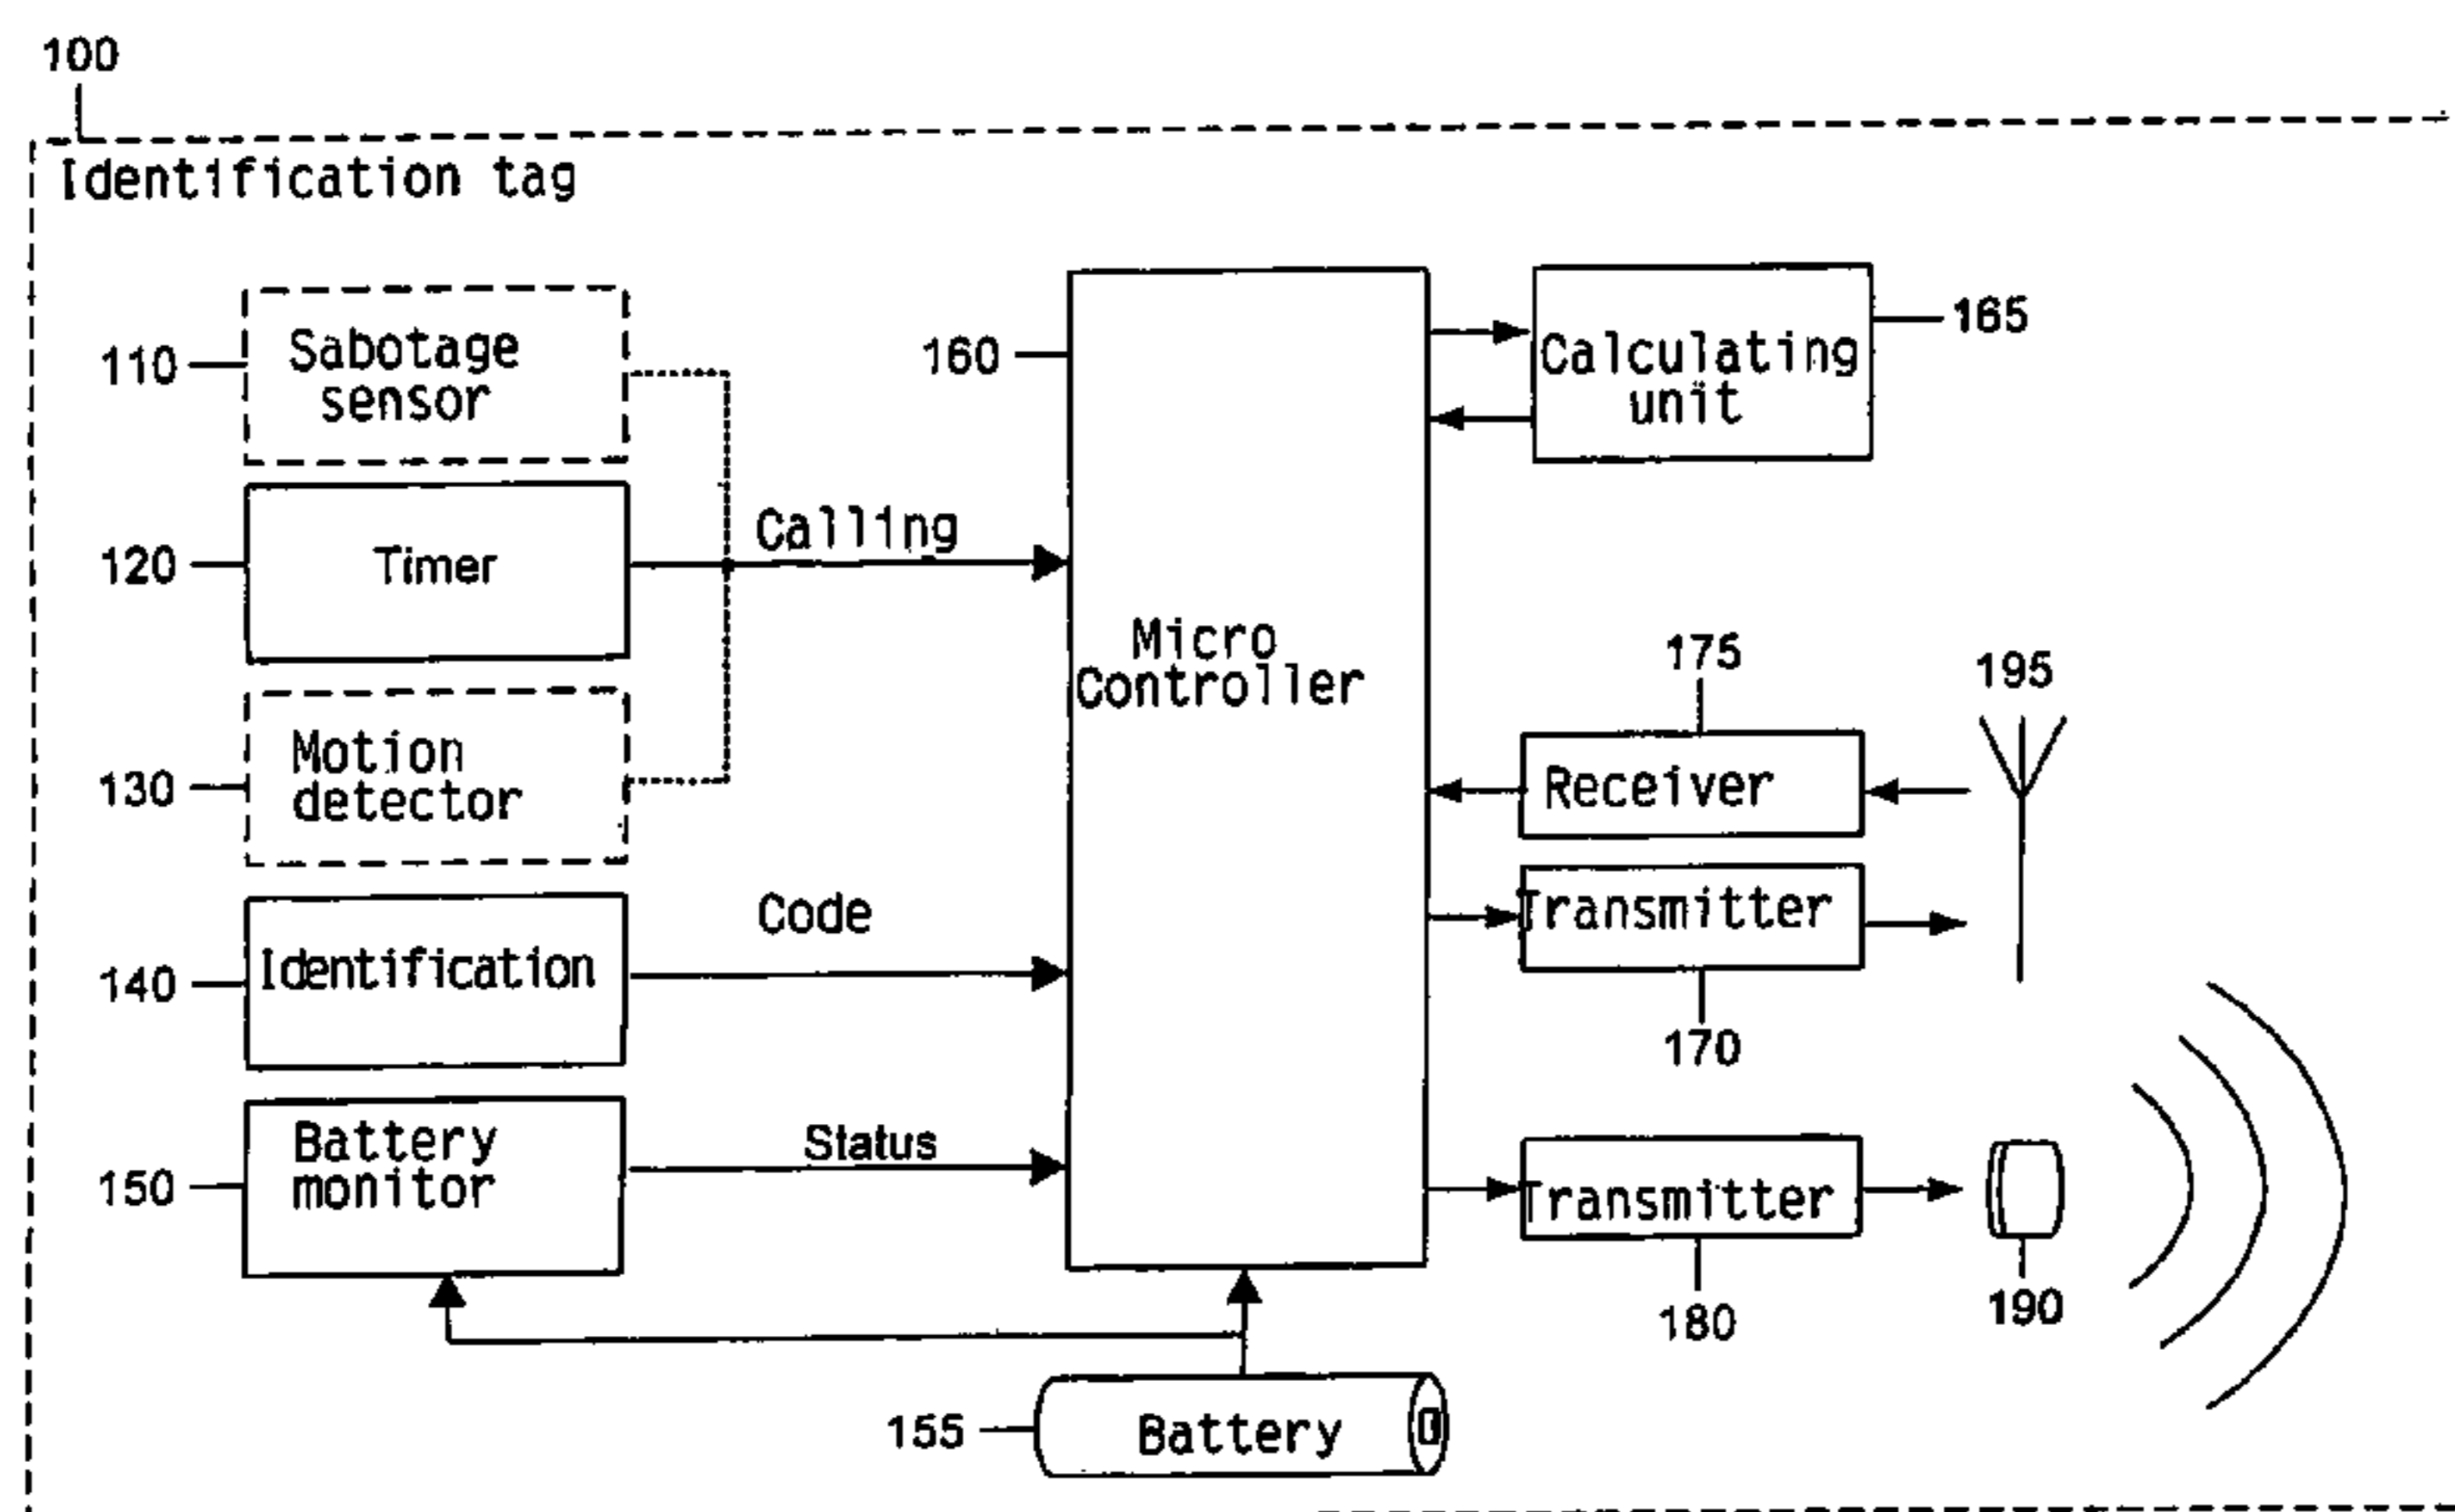 100
Identification tag
110
Sabotage
sensor
120
Timer
Calling
130
Motion
detector
140
Identification
Code
150
Battery
monitor
Status
160
Micro
Controller
165
Calculating
unit
175
Receiver
195
Transmitter
170
Transmitter
180
190
155
Battery